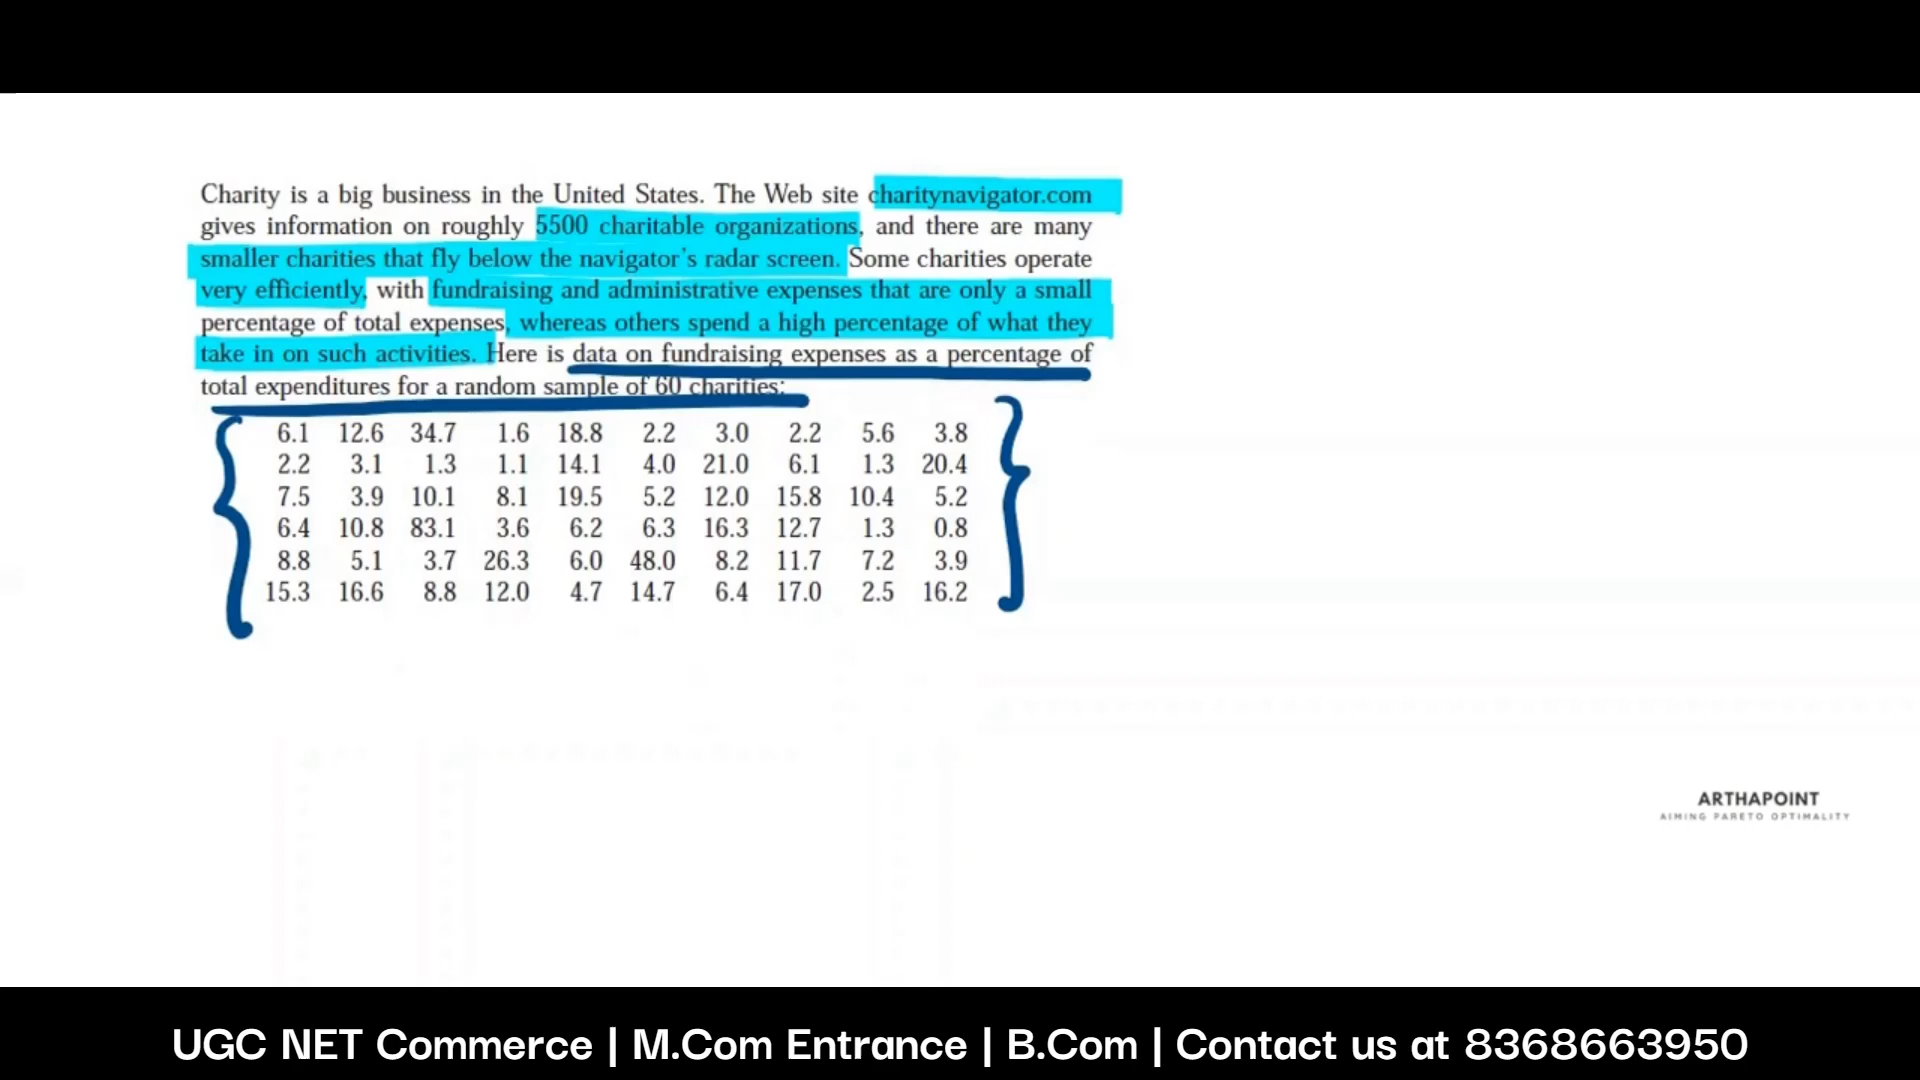 Charity is a big business in the United States. The Web site charitynavigator.com
gives information on roughly 5500 charitable organizations, and there are many
smaller charities that fly below the navigator's radar screen. Some charities operate
very efficiently, with fundraising and administrative expenses that are only a small
percentage of total expenses, whereas others spend a high percentage of what they
take in on such activities. Here is data on fundraising expenses as a percentage of
total expenditures for a random sample of 60 charities:
6.1 12.6 34.7 1.6 18.8 2.2 3.0 2.2 5.6 3.8
2.2 3.1 1.3 1.1 14.1 4.0 21.0 6.1 1.3 20.4
7.5 3.9 10.1 8.1 19.5 5.2 12.0 15.8 10.4 5.2
6.4 10.8 83.1 3.6 6.2 6.3 16.3 12.7 1.3 0.8
8.8 5.1 3.7 26.3 6.0 48.0 8.2 11.7 7.2 3.9
15.3 16.6 8.8 12.0 4.7 14.7 6.4 17.0 2.5 16.2
ARTHAPOINT
AIMING PARETO OPTIMALITY
UGC NET Commerce | M.Com Entrance | B.Com | Contact us at 8368663950